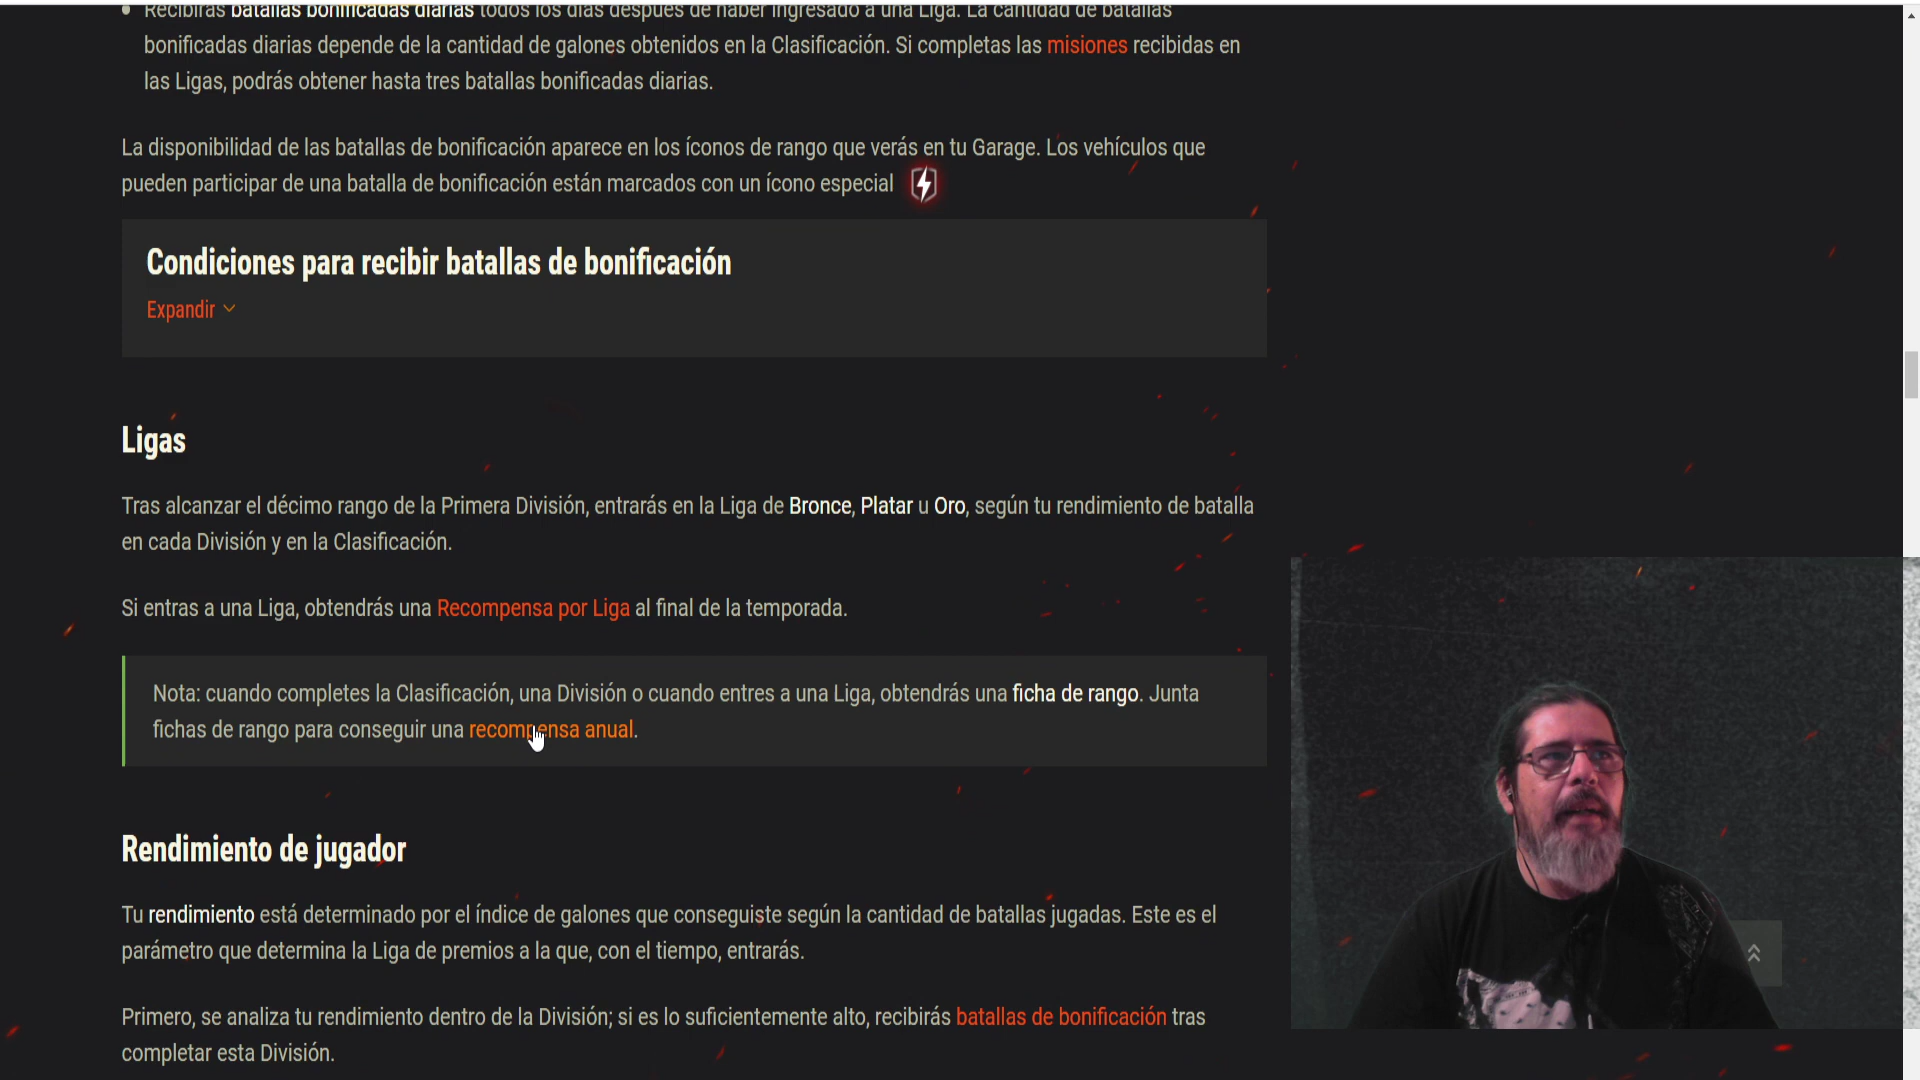 Recibirás batallas bonificadas diarias todos los días después de haber ingresado a una Liga. La cantidad de batallas
bonificadas diarias depende de la cantidad de galones obtenidos en la Clasificación. Si completas las misiones recibidas en
las Ligas, podrás obtener hasta tres batallas bonificadas diarias.
La disponibilidad de las batallas de bonificación aparece en los íconos de rango que verás en tu Garage. Los vehículos que
pueden participar de una batalla de bonificación están marcados con un ícono especial
Condiciones para recibir batallas de bonificación
Expandir
Ligas
Tras alcanzar el décimo rango de la Primera División, entrarás en la Liga de Bronce, Platar u Oro, según tu rendimiento de batalla
en cada División y en la Clasificación.
Si entras a una Liga, obtendrás una Recompensa por Liga al final de la temporada.
Nota: cuando completes la Clasificación, una División o cuando entres a una Liga, obtendrás una ficha de rango. Junta
fichas de rango para conseguir una recompensa anual.
Rendimiento de jugador
Tu rendimiento está determinado por el índice de galones que conseguiste según la cantidad de batallas jugadas. Este es el
parámetro que determina la Liga de premios a la que, con el tiempo, entrarás.
Primero, se analiza tu rendimiento dentro de la División; si es lo suficientemente alto, recibirás batallas de bonificación tras
completar esta División.